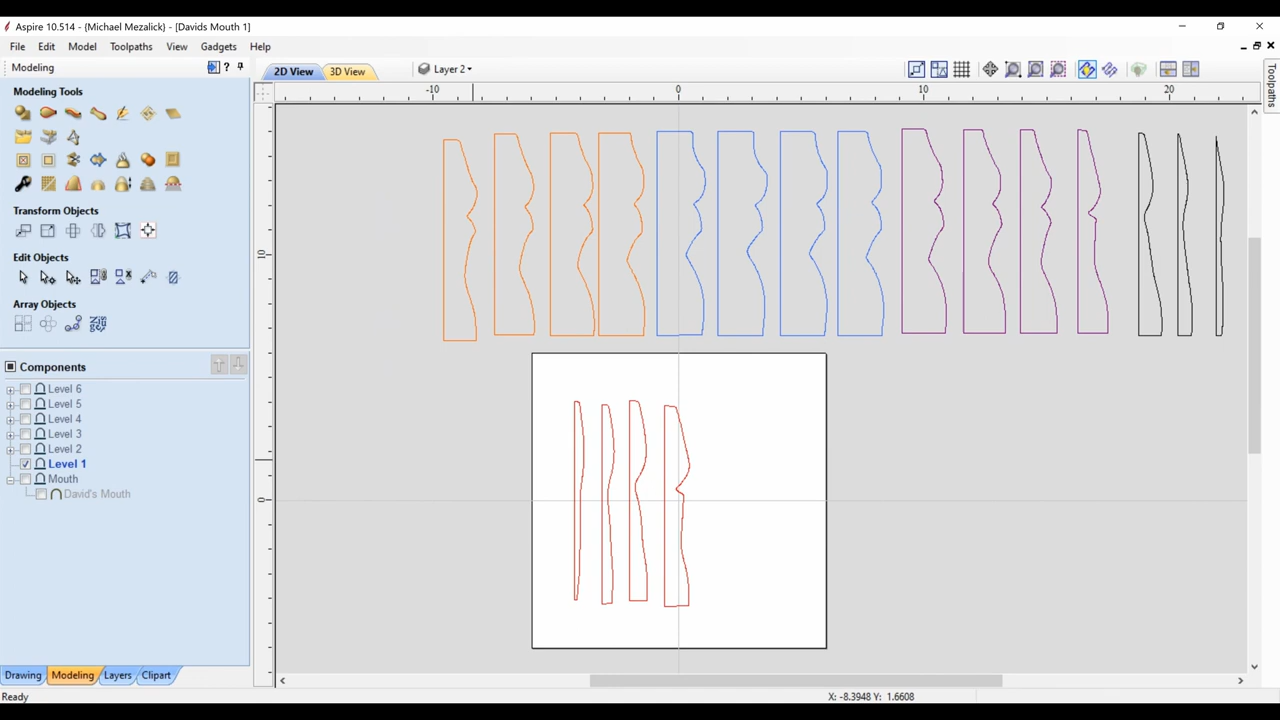 Aspire 10.514 - {Michael Mezalick} - [Davids Mouth 1]
File Edit Model Toolpaths View Gadgets Help
Modeling
2D View 3D View Layer 2
Toolpaths
Modeling Tools
-10 0 10 20
Transform Objects
Edit Objects
10
Array Objects
Components
Level 6
Level 5
Level 4
Level 3
Level 2
Level 1
Mouth
David's Mouth
0
Drawing Modeling Layers Clipart
Ready
X: -8.3948 Y: 1.6608